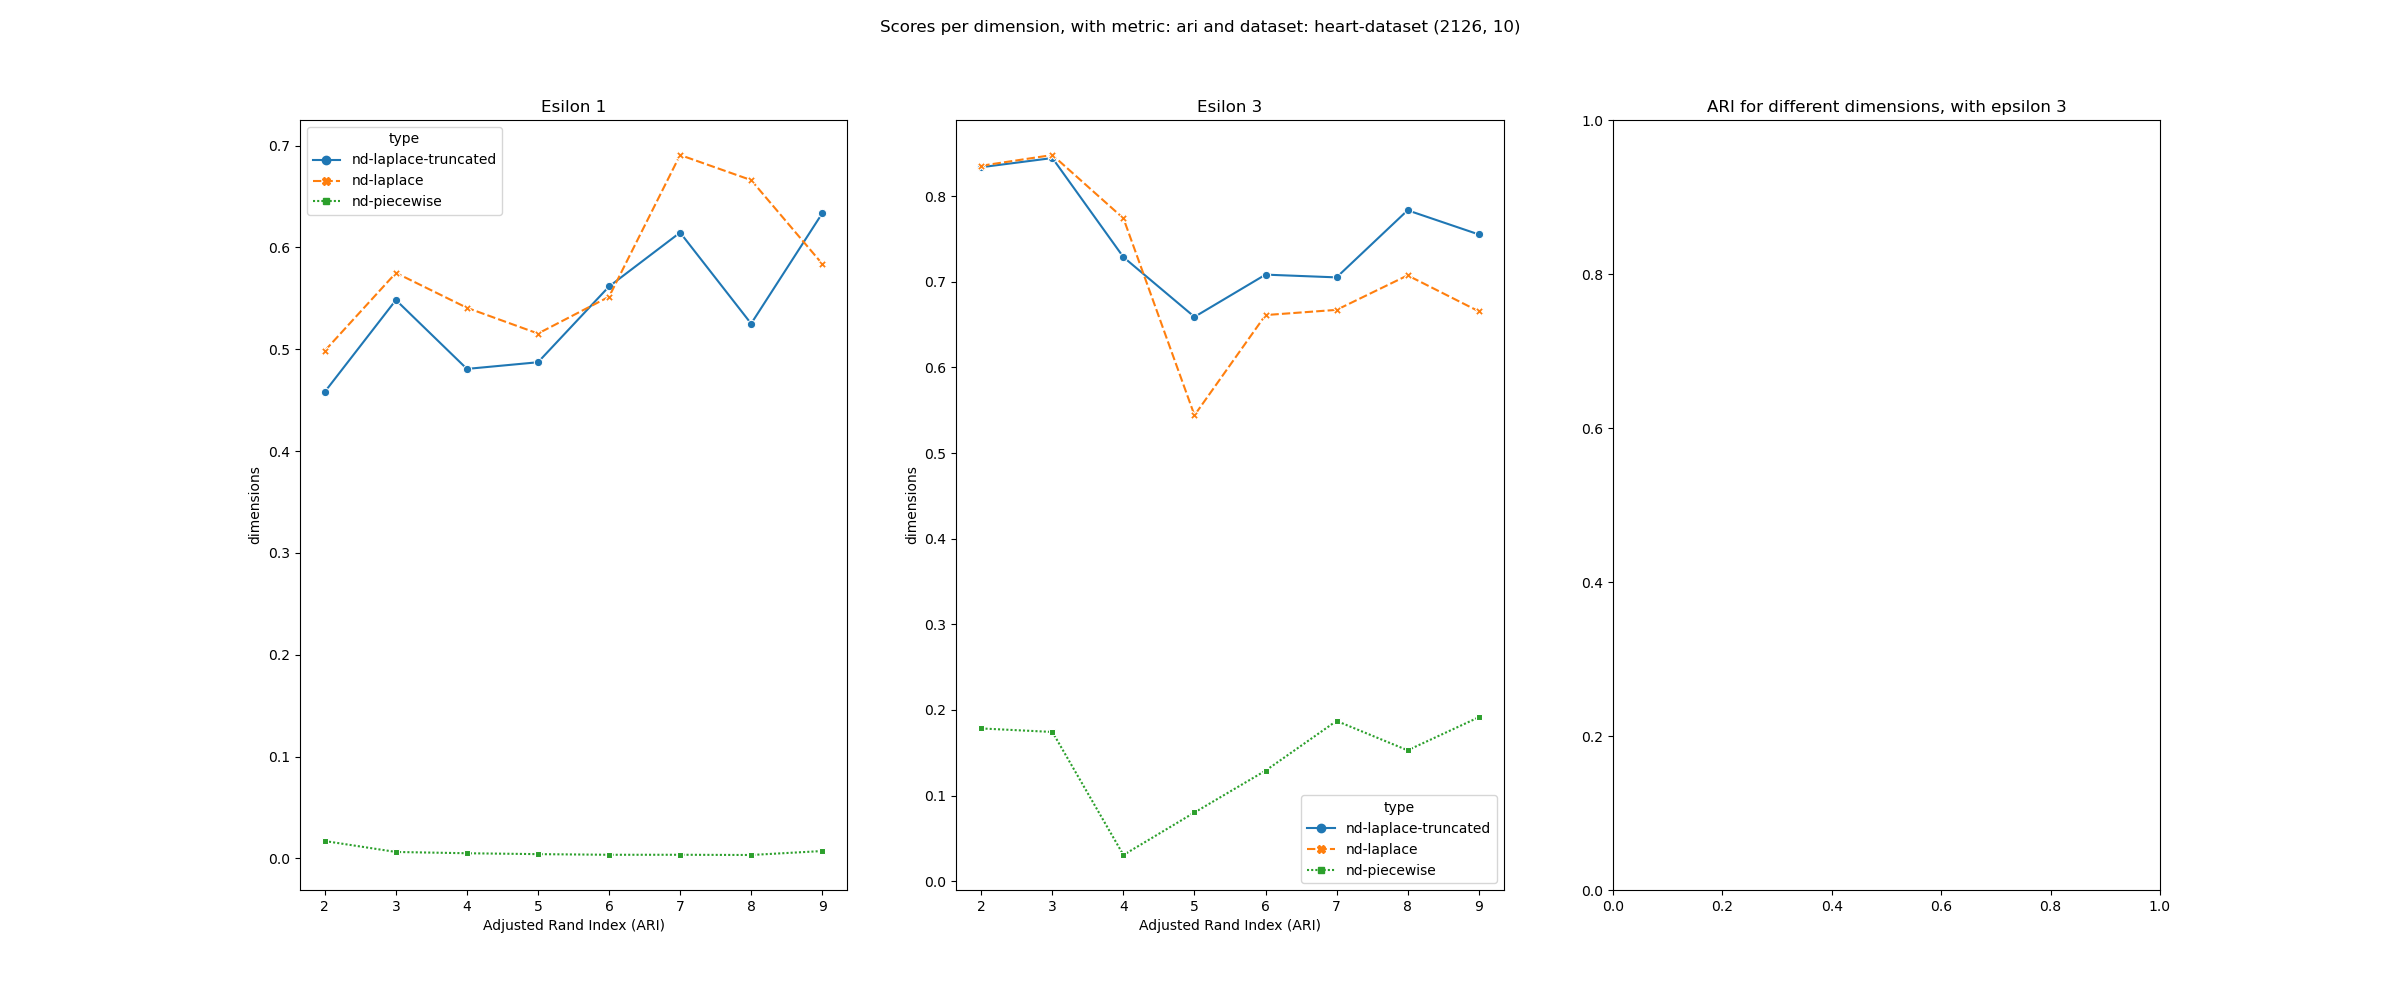 Scores per dimension, with metric: ari and dataset: heart-dataset (2126, 10)
Esilon 1
type
nd-laplace-truncated
nd-laplace
nd-piecewise
0.7
0.6
0.5
0.4
0.3
0.2
0.1
0.0
dimensions
2 3 4 5 6 7 8 9
Adjusted Rand Index (ARI)
Esilon 3
0.8
0.7
0.6
0.5
0.4
0.3
0.2
0.1
0.0
dimensions
type
nd-laplace-truncated
nd-laplace
nd-piecewise
2 3 4 5 6 7 8 9
Adjusted Rand Index (ARI)
ARI for different dimensions, with epsilon 3
1.0
0.8
0.6
0.4
0.2
0.0
0.0 0.2 0.4 0.6 0.8 1.0